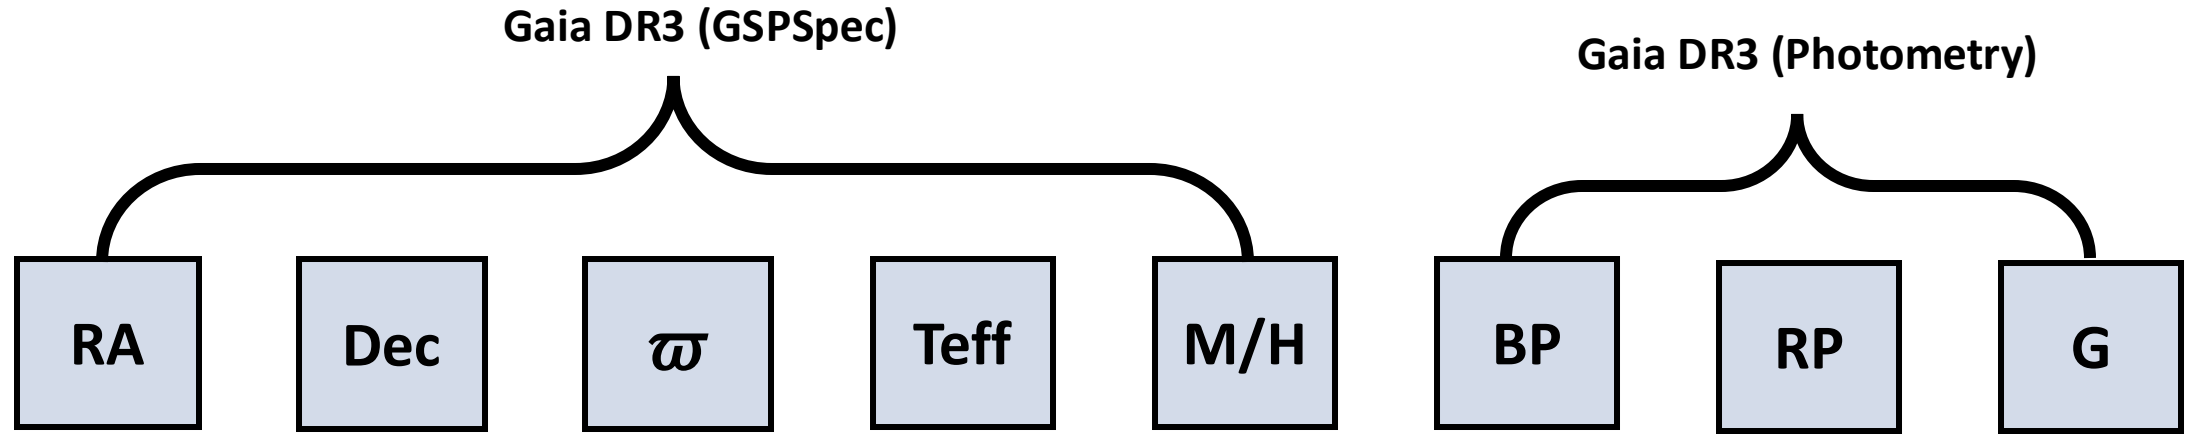 Gaia DR3 (GSPSpec)
Gaia DR3 (Photometry)
RA
Dec
ϖ
Teff
M/H
BP
RP
G